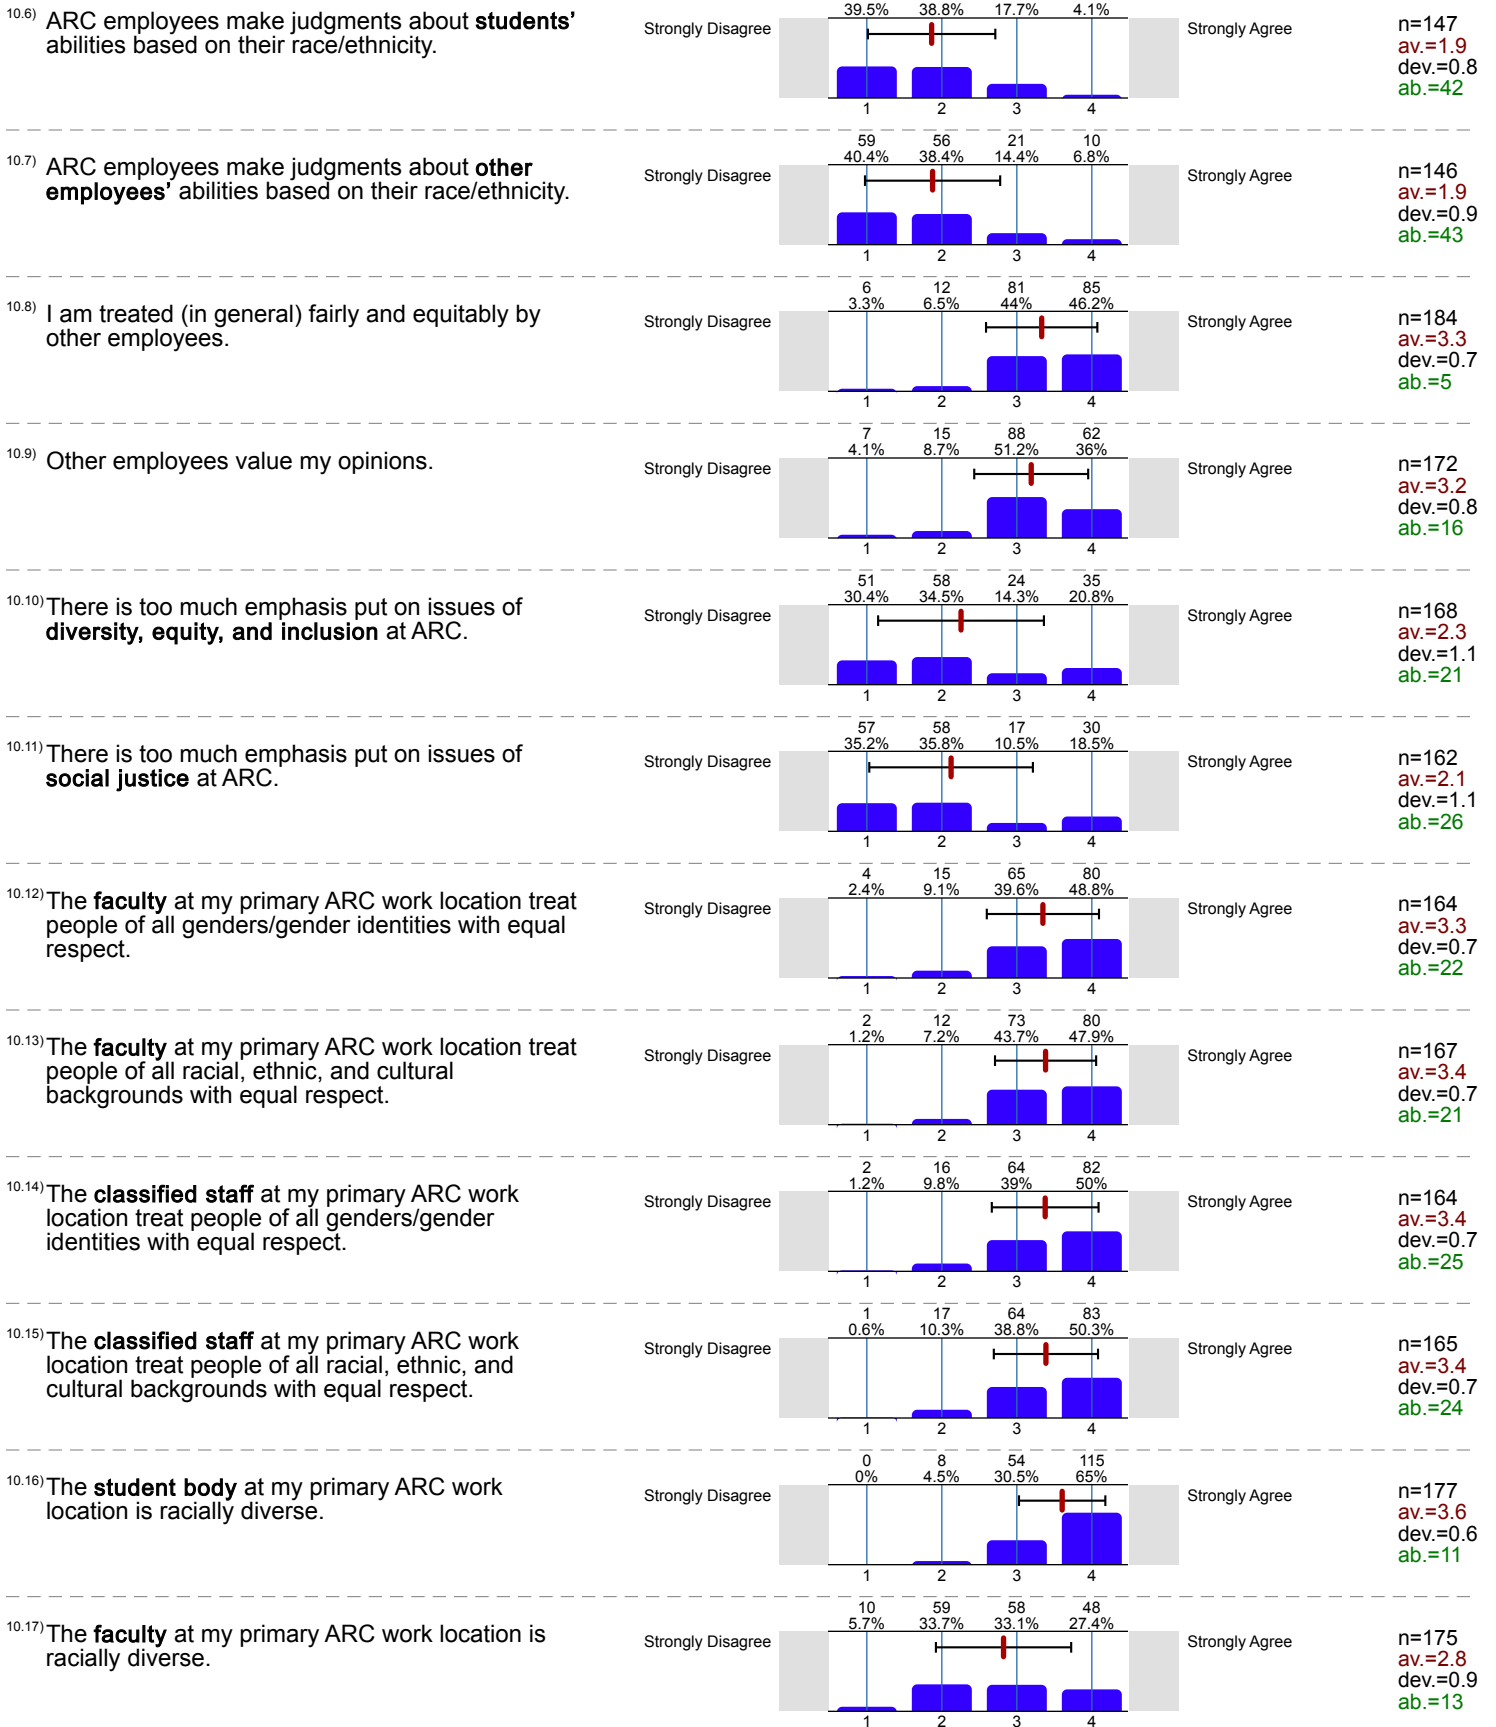 10.6) ARC employees make judgments about students’
abilities based on their race/ethnicity.
Strongly Disagree
39.5% 38.8% 17.7% 4.1%
1 2 3 4
Strongly Agree
n=147
av.=1.9
dev.=0.8
ab.=42
10.7) ARC employees make judgments about other
employees’ abilities based on their race/ethnicity.
Strongly Disagree
59 56 21 10
40.4% 38.4% 14.4% 6.8%
1 2 3 4
Strongly Agree
n=146
av.=1.9
dev.=0.9
ab.=43
10.8) I am treated (in general) fairly and equitably by
other employees.
Strongly Disagree
6 12 81 85
3.3% 6.5% 44% 46.2%
1 2 3 4
Strongly Agree
n=184
av.=3.3
dev.=0.7
ab.=5
10.9) Other employees value my opinions.
Strongly Disagree
7 15 88 62
4.1% 8.7% 51.2% 36%
1 2 3 4
Strongly Agree
n=172
av.=3.2
dev.=0.8
ab.=16
10.10) There is too much emphasis put on issues of
diversity, equity, and inclusion at ARC.
Strongly Disagree
51 58 24 35
30.4% 34.5% 14.3% 20.8%
1 2 3 4
Strongly Agree
n=168
av.=2.3
dev.=1.1
ab.=21
10.11) There is too much emphasis put on issues of
social justice at ARC.
Strongly Disagree
57 58 17 30
35.2% 35.8% 10.5% 18.5%
1 2 3 4
Strongly Agree
n=162
av.=2.1
dev.=1.1
ab.=26
10.12) The faculty at my primary ARC work location treat
people of all genders/gender identities with equal
respect.
Strongly Disagree
4 15 65 80
2.4% 9.1% 39.6% 48.8%
1 2 3 4
Strongly Agree
n=164
av.=3.3
dev.=0.7
ab.=22
10.13) The faculty at my primary ARC work location treat
people of all racial, ethnic, and cultural
backgrounds with equal respect.
Strongly Disagree
2 12 73 80
1.2% 7.2% 43.7% 47.9%
1 2 3 4
Strongly Agree
n=167
av.=3.4
dev.=0.7
ab.=21
10.14) The classified staff at my primary ARC work
location treat people of all genders/gender
identities with equal respect.
Strongly Disagree
2 16 64 82
1.2% 9.8% 39% 50%
1 2 3 4
Strongly Agree
n=164
av.=3.4
dev.=0.7
ab.=25
10.15) The classified staff at my primary ARC work
location treat people of all racial, ethnic, and
cultural backgrounds with equal respect.
Strongly Disagree
1 17 64 83
0.6% 10.3% 38.8% 50.3%
1 2 3 4
Strongly Agree
n=165
av.=3.4
dev.=0.7
ab.=24
10.16) The student body at my primary ARC work
location is racially diverse.
Strongly Disagree
0 8 54 115
0% 4.5% 30.5% 65%
1 2 3 4
Strongly Agree
n=177
av.=3.6
dev.=0.6
ab.=11
10.17) The faculty at my primary ARC work location is
racially diverse.
Strongly Disagree
10 59 58 48
5.7% 33.7% 33.1% 27.4%
1 2 3 4
Strongly Agree
n=175
av.=2.8
dev.=0.9
ab.=13